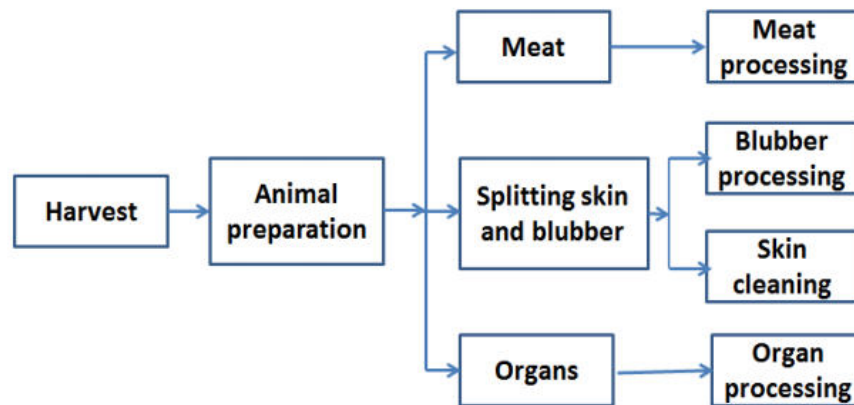 Harvest
Animal
preparation
Meat
Meat
processing
Splitting skin
and blubber
Blubber
processing
Skin
cleaning
Organs
Organ
processing